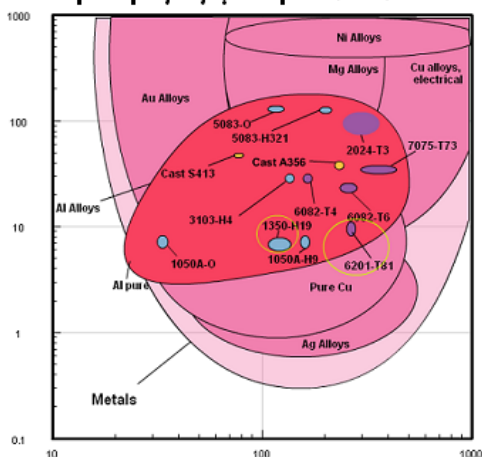 1000
Ni Alloys
Mg Alloys
Cu alloys,
electrical
Au Alloys
5083-O
100
5083-H321
2024-T3
7075-T73
Cast A356
Cast S413
Al Alloys
3103-H4
6082-T4
6082-T6
10
1350-H19
1050A-O
1050A-H9
6201-T81
Al pure
Pure Cu
1
Ag Alloys
Metals
0.1
10
100
1000